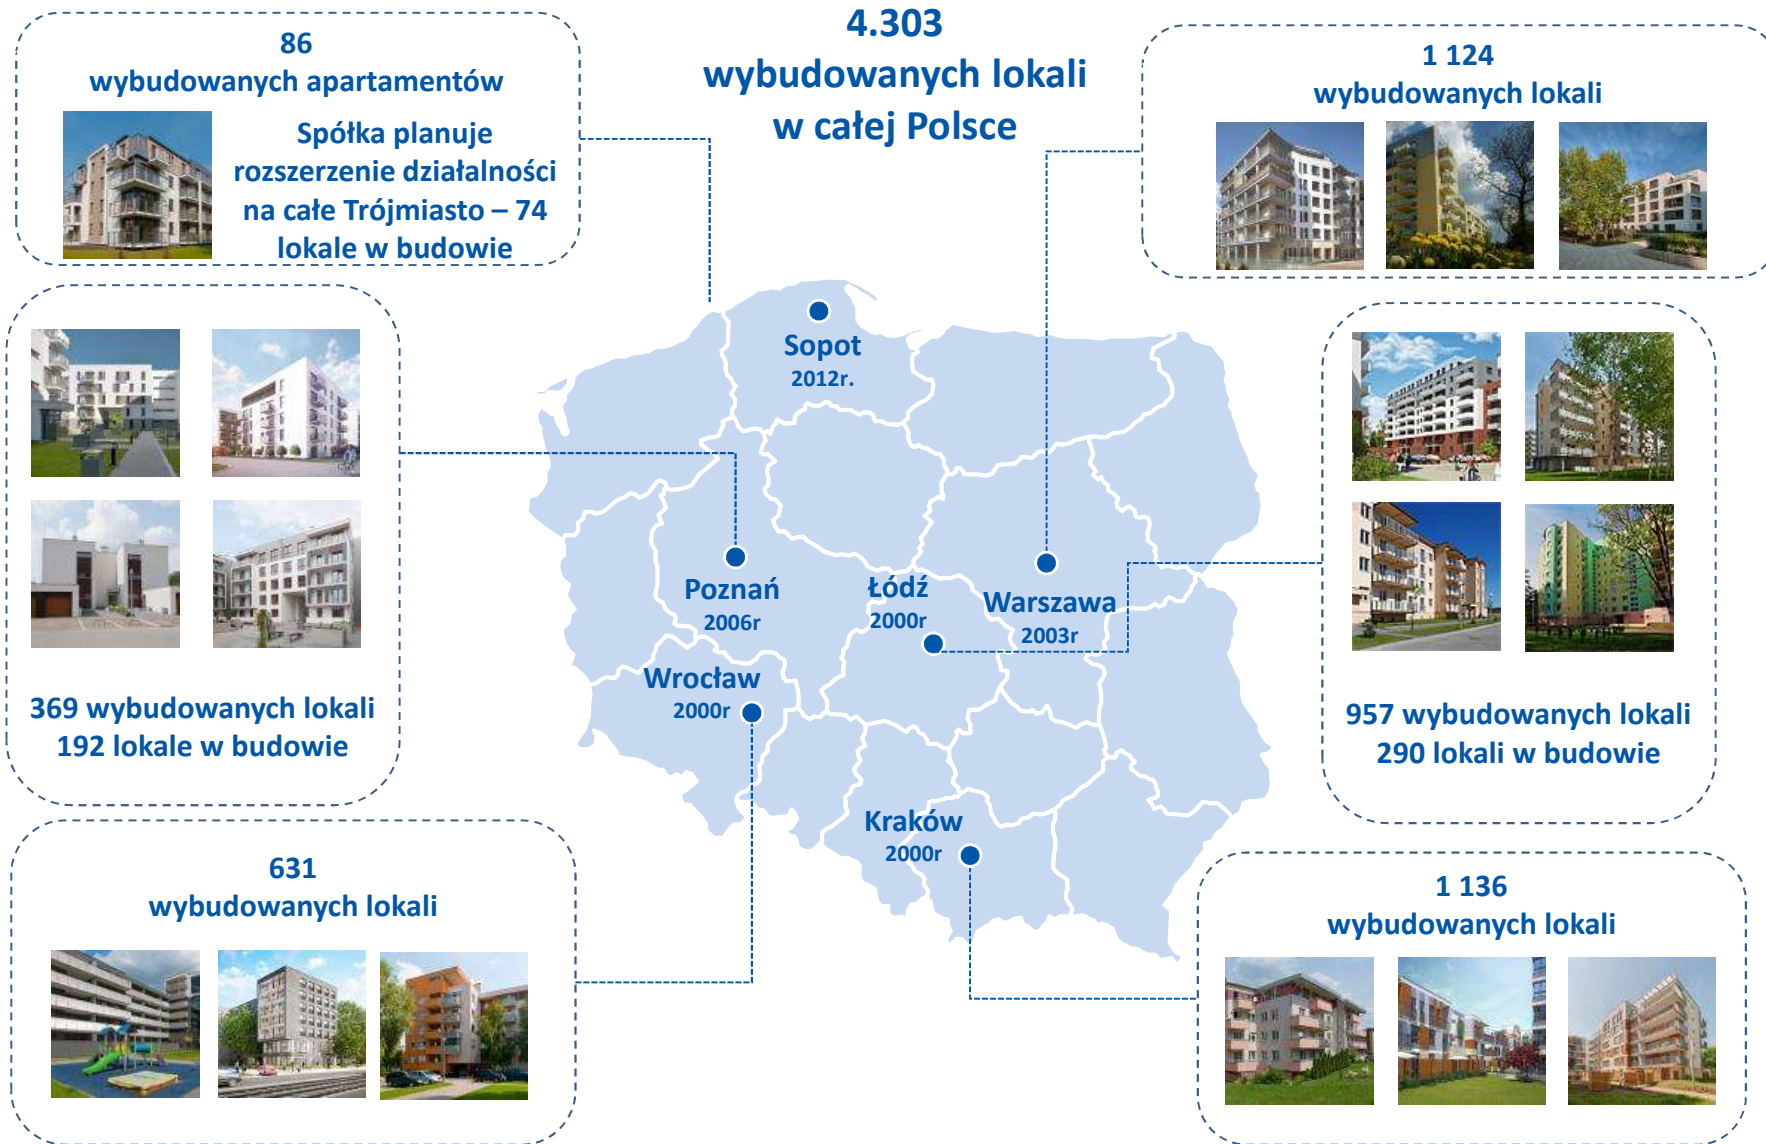 4.303
wybudowanych lokali
w całej Polsce
86
wybudowanych apartamentów
Spółka planuje
rozszerzenie działalności
na całe Trójmiasto – 74
lokale w budowie
1 124
wybudowanych lokali
369 wybudowanych lokali
192 lokale w budowie
957 wybudowanych lokali
290 lokali w budowie
631
wybudowanych lokali
1 136
wybudowanych lokali
Sopot
2012r.
Poznań
2006r
Łódź
2000r
Warszawa
2003r
Wrocław
2000r
Kraków
2000r